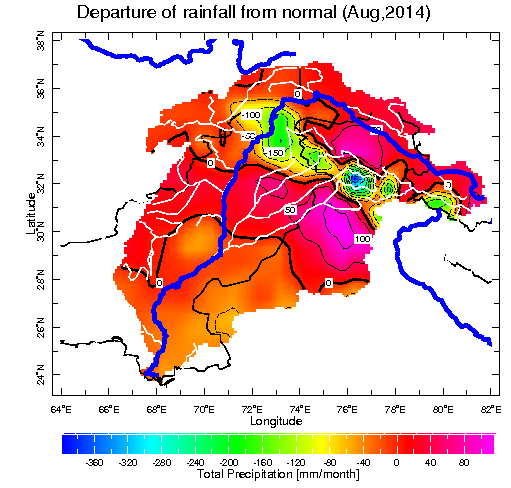 Departure of rainfall from normal (Aug,2014)
38°N
36°N
34°N
32°N
30°N
28°N
26°N
24°N
Latitude
0
-100
-50
-150
0
0
-50
100
0
0
64°E 66°E 68°E 70°E 72°E 74°E 76°E 78°E 80°E 82°E
Longitude
-360 -320 -280 -240 -200 -160 -120 -80 -40 0 40 80
Total Precipitation [mm/month]